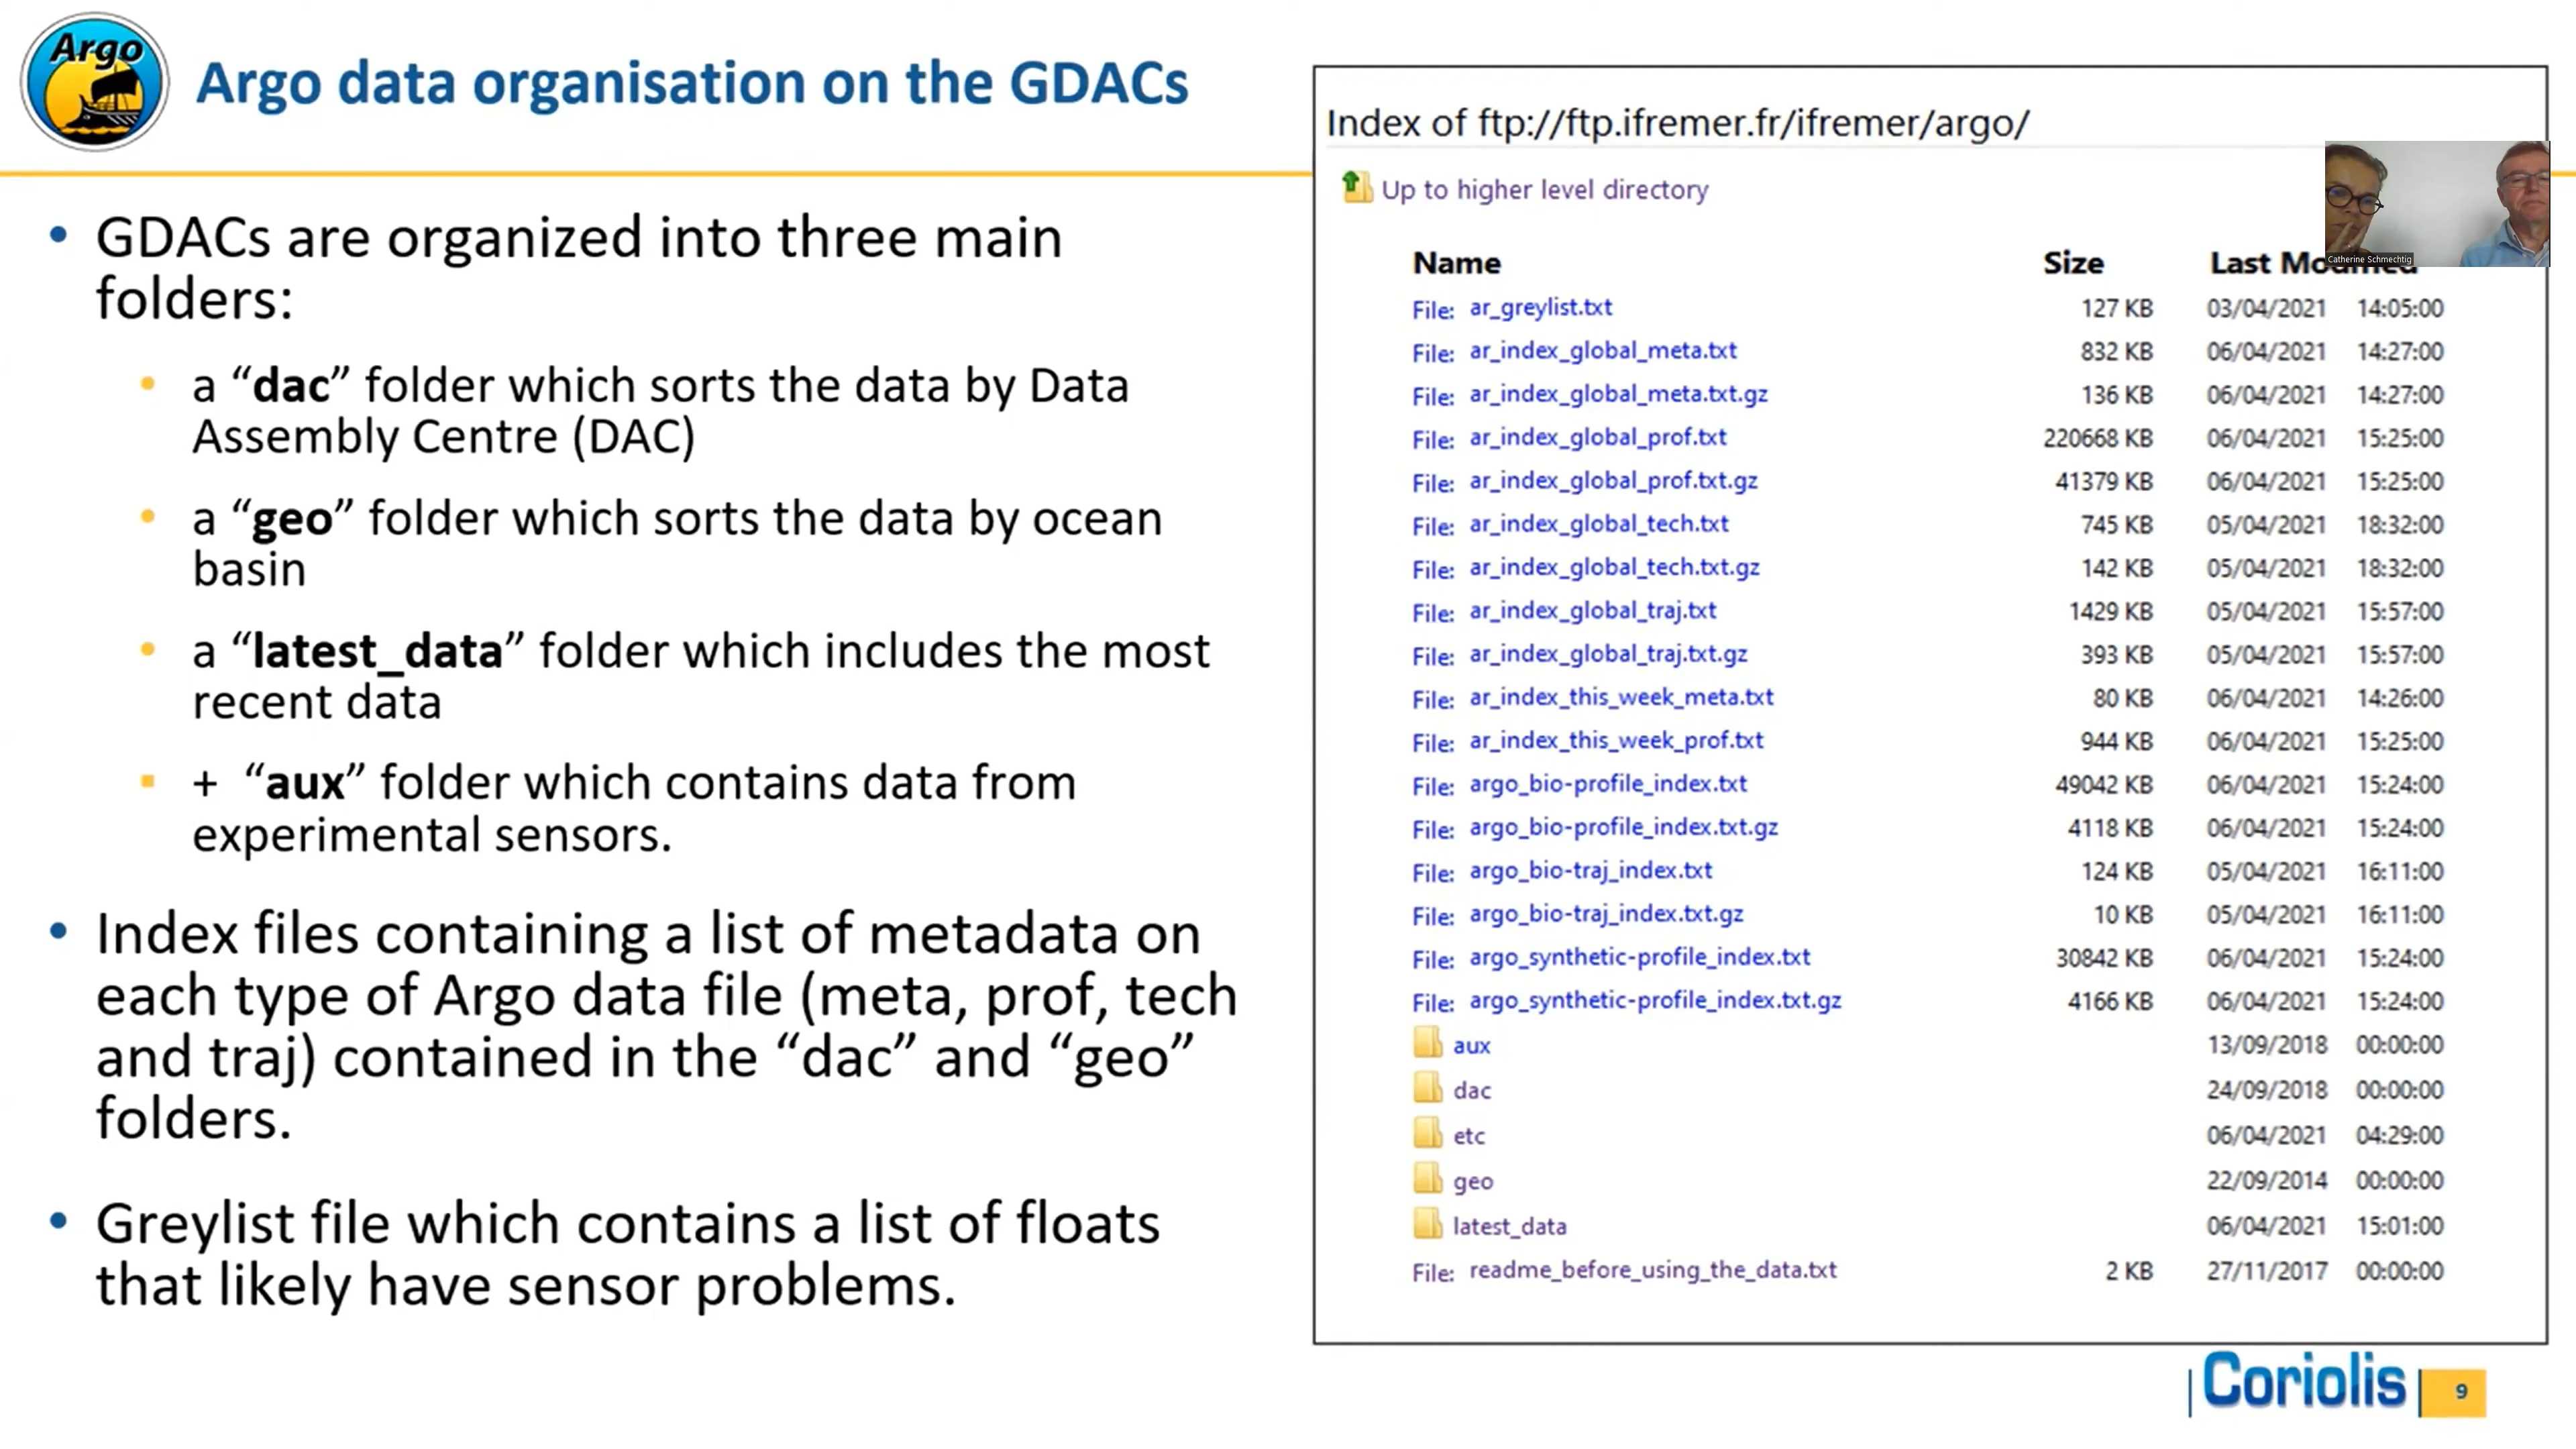 Argo
Argo data organisation on the GDACs
• GDACs are organized into three main
folders:
• a “dac” folder which sorts the data by Data
Assembly Centre (DAC)
• a “geo” folder which sorts the data by ocean
basin
• a “latest_data” folder which includes the most
recent data
▪ + “aux” folder which contains data from
experimental sensors.
• Index files containing a list of metadata on
each type of Argo data file (meta, prof, tech
and traj) contained in the “dac” and “geo”
folders.
• Greylist file which contains a list of floats
that likely have sensor problems.
Index of ftp://ftp.ifremer.fr/ifremer/argo/
Up to higher level directory
Catherine Schmechtig
Name Size Last Modified
File: ar_greylist.txt 127 KB 03/04/2021 14:05:00
File: ar_index_global_meta.txt 832 KB 06/04/2021 14:27:00
File: ar_index_global_meta.txt.gz 136 KB 06/04/2021 14:27:00
File: ar_index_global_prof.txt 220668 KB 06/04/2021 15:25:00
File: ar_index_global_prof.txt.gz 41379 KB 06/04/2021 15:25:00
File: ar_index_global_tech.txt 745 KB 05/04/2021 18:32:00
File: ar_index_global_tech.txt.gz 142 KB 05/04/2021 18:32:00
File: ar_index_global_traj.txt 1429 KB 05/04/2021 15:57:00
File: ar_index_global_traj.txt.gz 393 KB 05/04/2021 15:57:00
File: ar_index_this_week_meta.txt 80 KB 06/04/2021 14:26:00
File: ar_index_this_week_prof.txt 944 KB 06/04/2021 15:25:00
File: argo_bio-profile_index.txt 49042 KB 06/04/2021 15:24:00
File: argo_bio-profile_index.txt.gz 4118 KB 06/04/2021 15:24:00
File: argo_bio-traj_index.txt 124 KB 05/04/2021 16:11:00
File: argo_bio-traj_index.txt.gz 10 KB 05/04/2021 16:11:00
File: argo_synthetic-profile_index.txt 30842 KB 06/04/2021 15:24:00
File: argo_synthetic-profile_index.txt.gz 4166 KB 06/04/2021 15:24:00
aux 13/09/2018 00:00:00
dac 24/09/2018 00:00:00
etc 06/04/2021 04:29:00
geo 22/09/2014 00:00:00
latest_data 06/04/2021 15:01:00
File: readme_before_using_the_data.txt 2 KB 27/11/2017 00:00:00
Coriolis
9